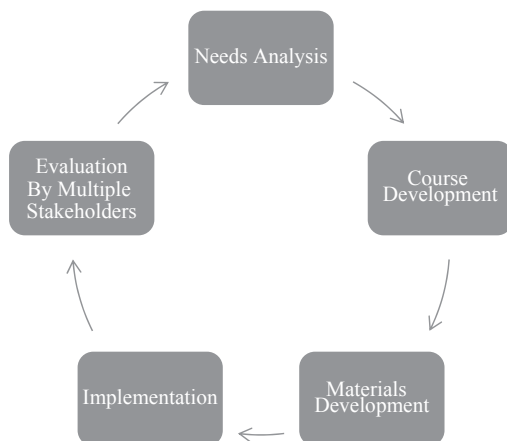 Needs Analysis
Course
Development
Materials
Development
Implementation
Evaluation
By Multiple
Stakeholders